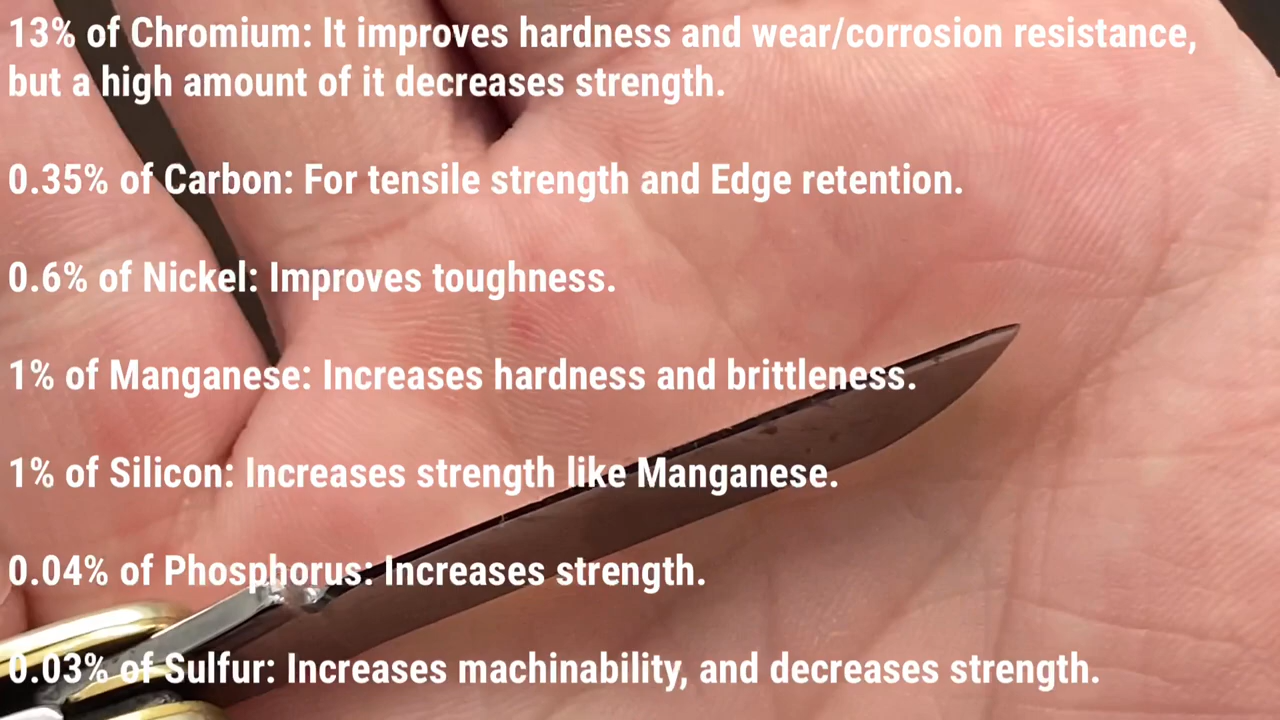 13% of Chromium: It improves hardness and wear/corrosion resistance,
but a high amount of it decreases strength.
0.35% of Carbon: For tensile strength and Edge retention.
0.6% of Nickel: Improves toughness.
1% of Manganese: Increases hardness and brittleness.
1% of Silicon: Increases strength like Manganese.
0.04% of Phosphorus: Increases strength.
0.03% of Sulfur: Increases machinability, and decreases strength.